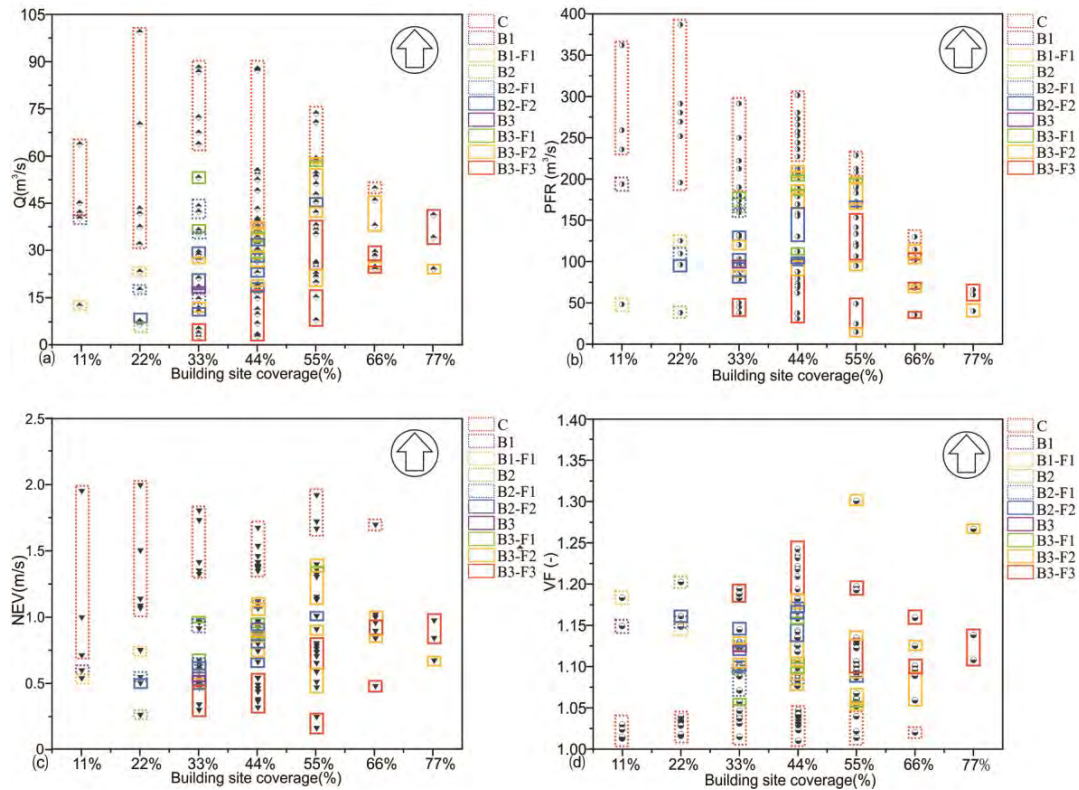 105
90
75
60
45
30
15
0
Q(m³/s)
11% 22% 33% 44% 55% 66% 77%
(a)
Building site coverage(%)
C
B1
B1-F1
B2
B2-F1
B2-F2
B3
B3-F1
B3-F2
B3-F3
400
350
300
250
200
150
100
50
0
PFR (m³/s)
11% 22% 33% 44% 55% 66% 77%
(b)
Building site coverage(%)
C
B1
B1-F1
B2
B2-F1
B2-F2
B3
B3-F1
B3-F2
B3-F3
2.5
2.0
1.5
1.0
0.5
0
NEV(m/s)
11% 22% 33% 44% 55% 66% 77%
(c)
Building site coverage(%)
C
B1
B1-F1
B2
B2-F1
B2-F2
B3
B3-F1
B3-F2
B3-F3
1.40
1.35
1.30
1.25
1.20
1.15
1.10
1.05
1.00
VF (-)
11% 22% 33% 44% 55% 66% 77%
(d)
Building site coverage(%)
C
B1
B1-F1
B2
B2-F1
B2-F2
B3
B3-F1
B3-F2
B3-F3